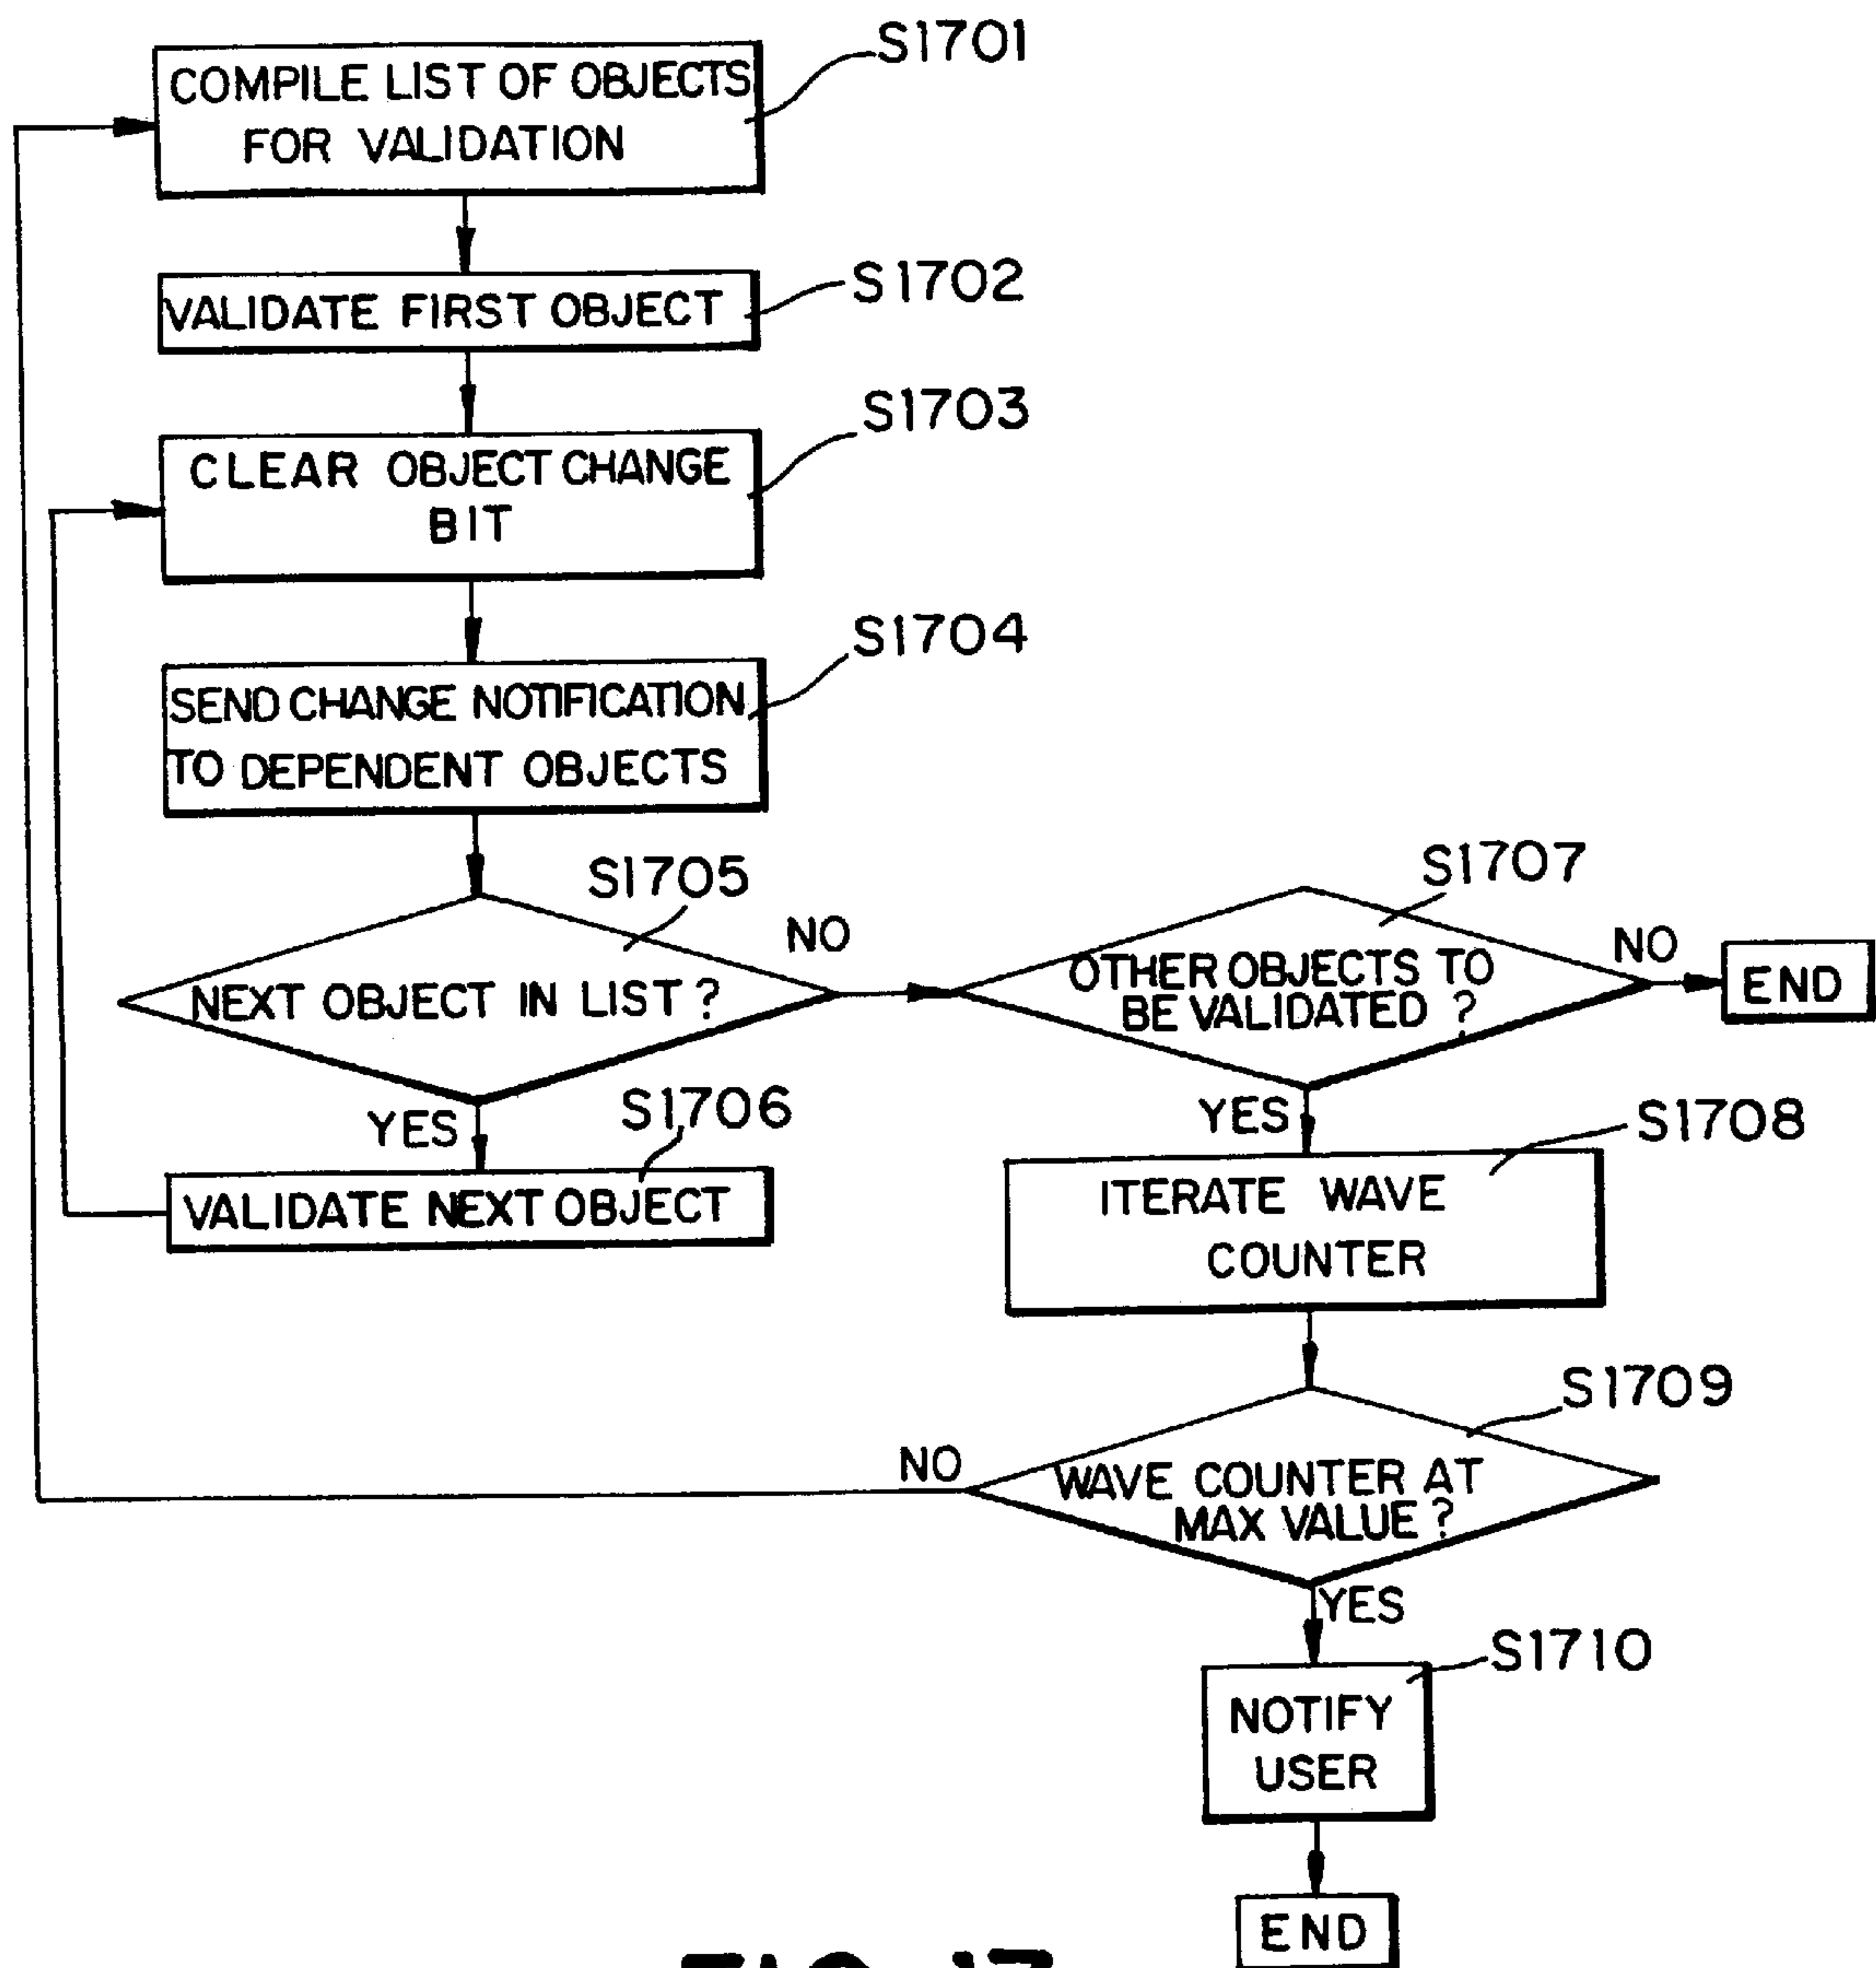 S1701
COMPILE LIST OF OBJECTS
FOR VALIDATION
S1702
VALIDATE FIRST OBJECT
S1703
CLEAR OBJECT CHANGE
BIT
S1704
SEND CHANGE NOTIFICATION
TO DEPENDENT OBJECTS
S1705
NEXT OBJECT IN LIST?
NO
YES
S1706
VALIDATE NEXT OBJECT
S1707
OTHER OBJECTS TO
BE VALIDATED ?
NO
END
YES
S1708
ITERATE WAVE
COUNTER
S1709
WAVE COUNTER AT
MAX VALUE?
NO
YES
S1710
NOTIFY
USER
END